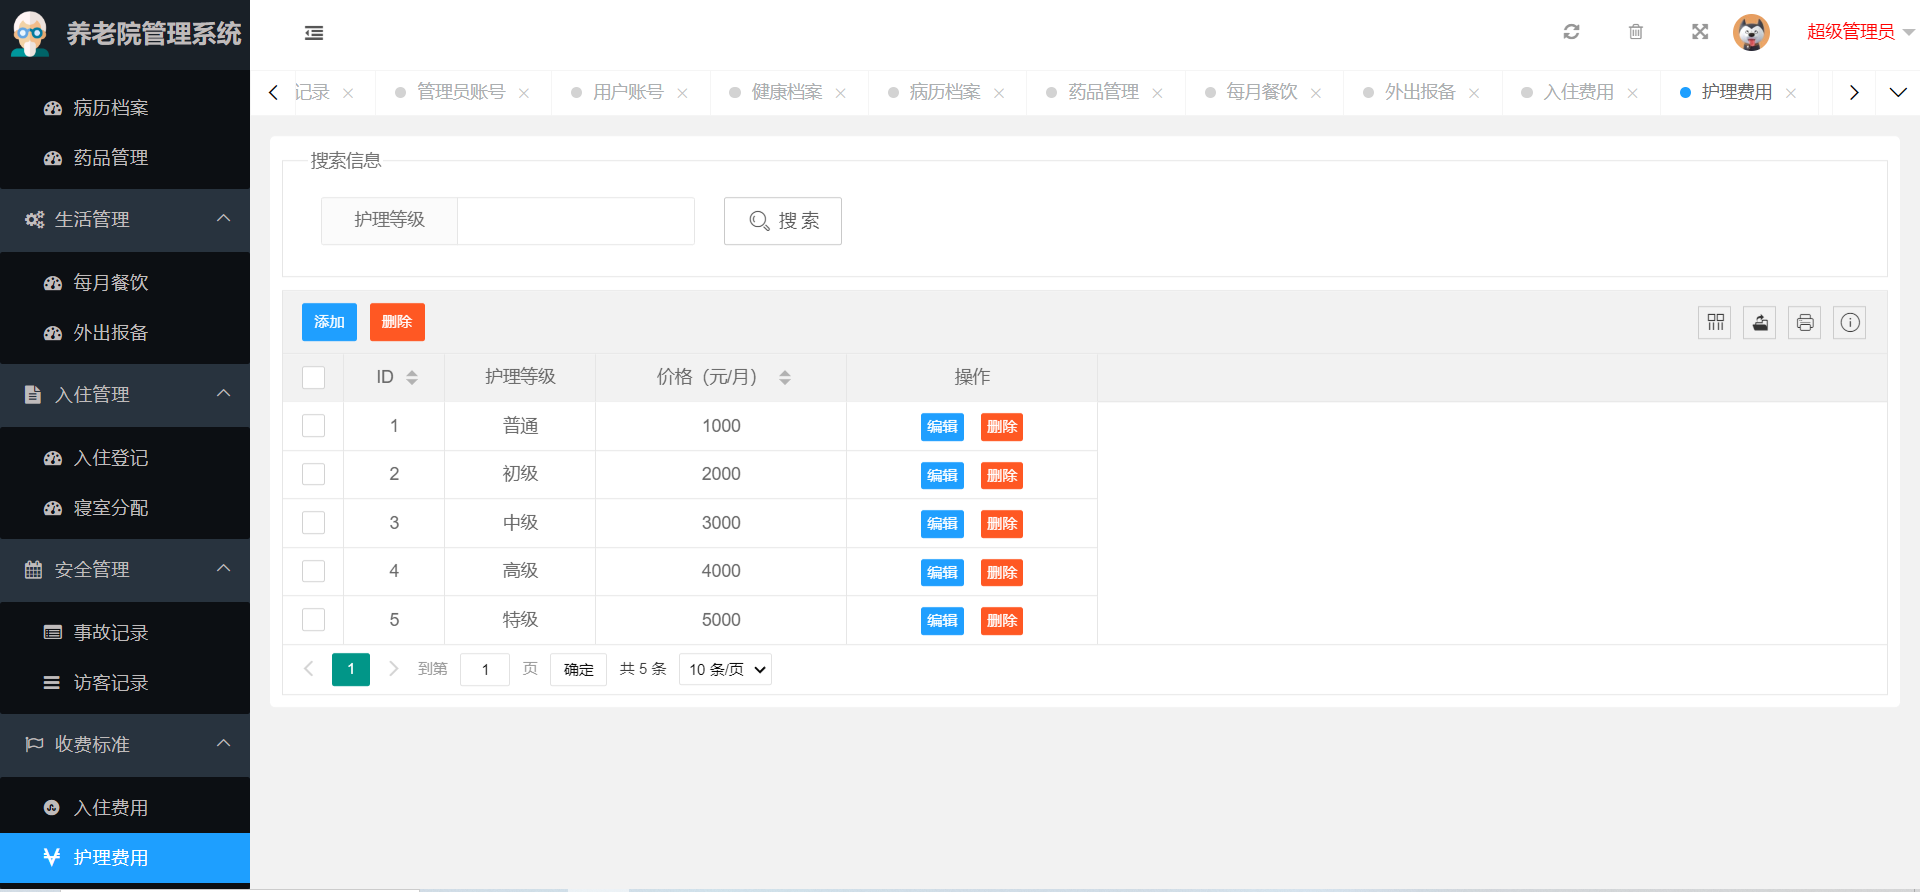 养老院管理系统
超级管理员
病历档案
药品管理
生活管理
每月餐饮
外出报备
入住管理
入住登记
寝室分配
安全管理
事故记录
访客记录
收费标准
入住费用
护理费用
记录 管理员账号 用户账号 健康档案 病历档案 药品管理 每月餐饮 外出报备 入住费用 护理费用
搜索信息
护理等级 搜 索
添加 删除
ID 护理等级 价格（元/月） 操作
1 普通 1000 编辑 删除
2 初级 2000 编辑 删除
3 中级 3000 编辑 删除
4 高级 4000 编辑 删除
5 特级 5000 编辑 删除
1 到第 1 页 确定 共 5 条 10 条/页